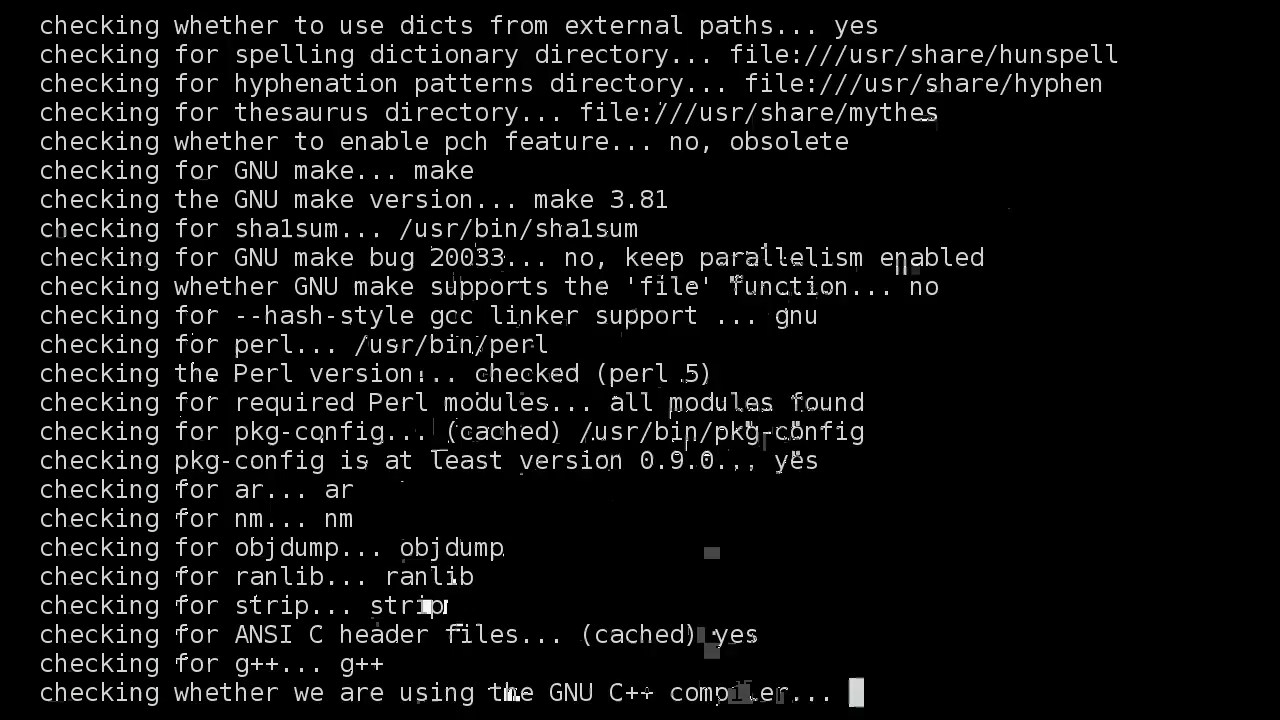 checking whether to use dicts from external paths... yes
checking for spelling dictionary directory... file:///usr/share/hunspell
checking for hyphenation patterns directory... file:///usr/share/hyphen
checking for thesaurus directory... file:///usr/share/mythes
checking whether to enable pch feature... no, obsolete
checking for GNU make... make
checking the GNU make version... make 3.81
checking for sha1sum... /usr/bin/sha1sum
checking for GNU make bug 20033... no, keep parallelism enabled
checking whether GNU make supports the 'file' function... no
checking for --hash-style gcc linker support ... gnu
checking for perl... /usr/bin/perl
checking the Perl version... checked (perl 5)
checking for required Perl modules... all modules found
checking for pkg-config... (cached) /usr/bin/pkg-config
checking pkg-config is at least version 0.9.0... yes
checking for ar... ar
checking for nm... nm
checking for objdump... objdump
checking for ranlib... ranlib
checking for strip... strip
checking for ANSI C header files... (cached) yes
checking for g++... g++
checking whether we are using the GNU C++ compiler...